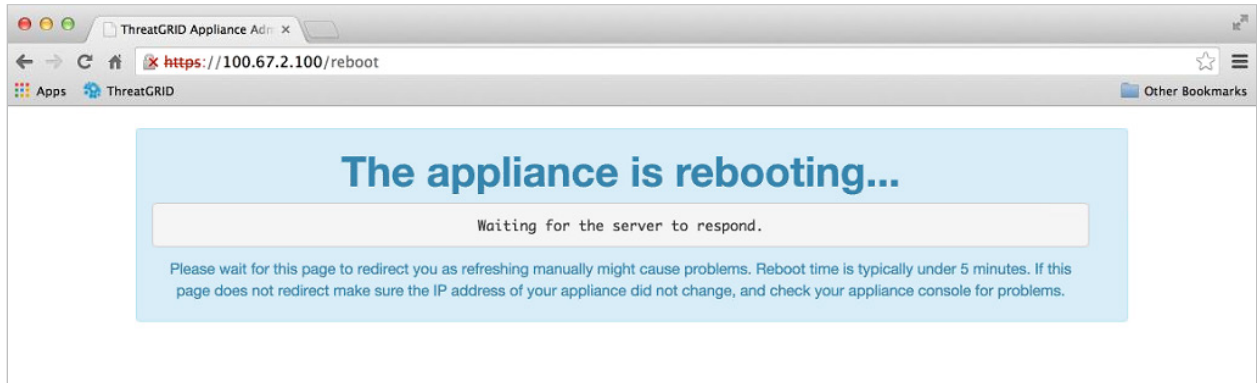 ThreatGRID Appliance Adm
https://100.67.2.100/reboot
Apps ThreatGRID Other Bookmarks
The appliance is rebooting...
Waiting for the server to respond.
Please wait for this page to redirect you as refreshing manually might cause problems. Reboot time is typically under 5 minutes. If this
page does not redirect make sure the IP address of your appliance did not change, and check your appliance console for problems.